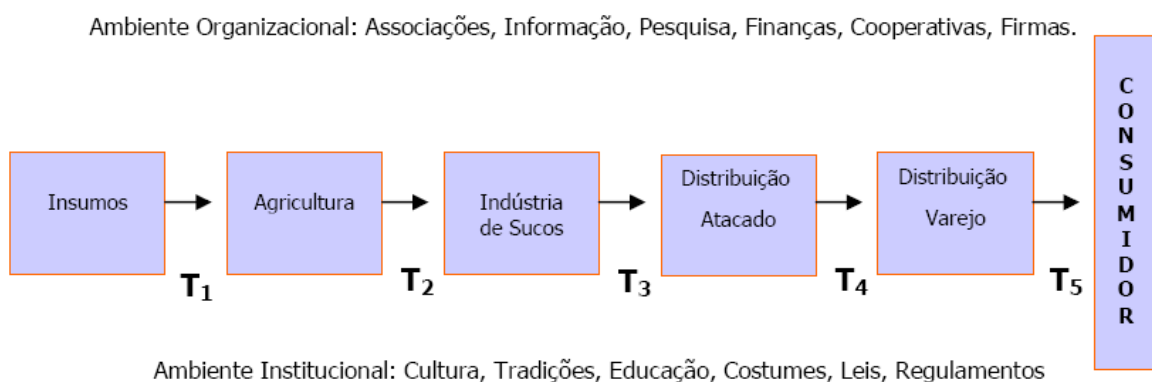 Ambiente Organizacional: Associações, Informação, Pesquisa, Finanças, Cooperativas, Firmas.
Insumos
Agricultura
Indústria
de Sucos
Distribuição
Atacado
Distribuição
Varejo
CONSUMIDOR
T1
T2
T3
T4
T5
Ambiente Institucional: Cultura, Tradições, Educação, Costumes, Leis, Regulamentos